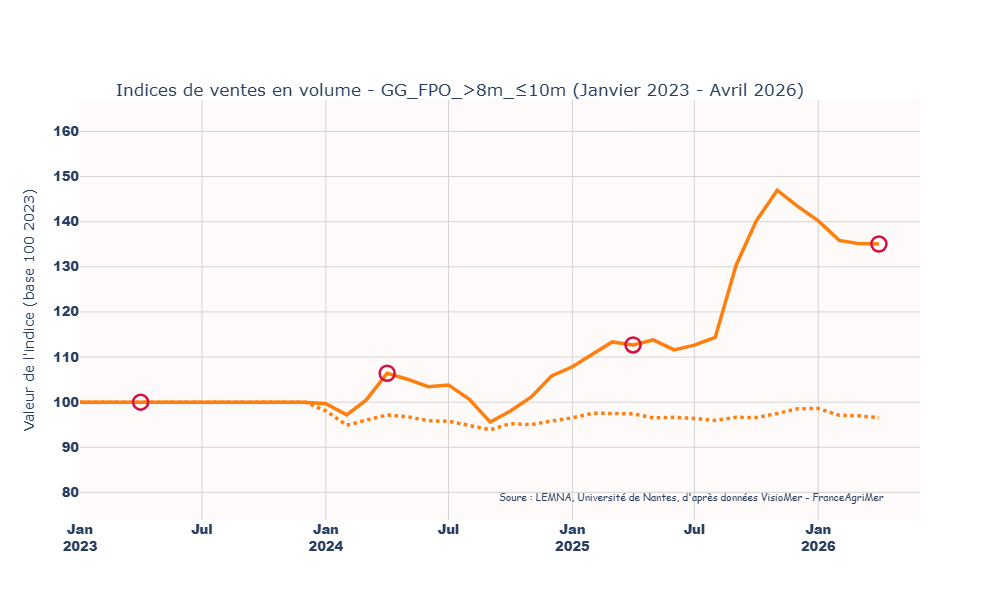 Indices de ventes en volume - GG_FPO_>8m_≤10m (Janvier 2023 - Avril 2026)
Valeur de l'indice (base 100 2023)
160
150
140
130
120
110
100
90
80
Soure : LEMNA, Université de Nantes, d'après données VisioMer - FranceAgriMer
Jan Jul Jan Jul Jan Jul Jan
2023 2024 2025 2026